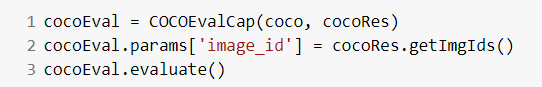 1 cocoEval = COCOEvalCap(coco, cocoRes)
2 cocoEval.params['image_id'] = cocoRes.getImgIds()
3 cocoEval.evaluate()